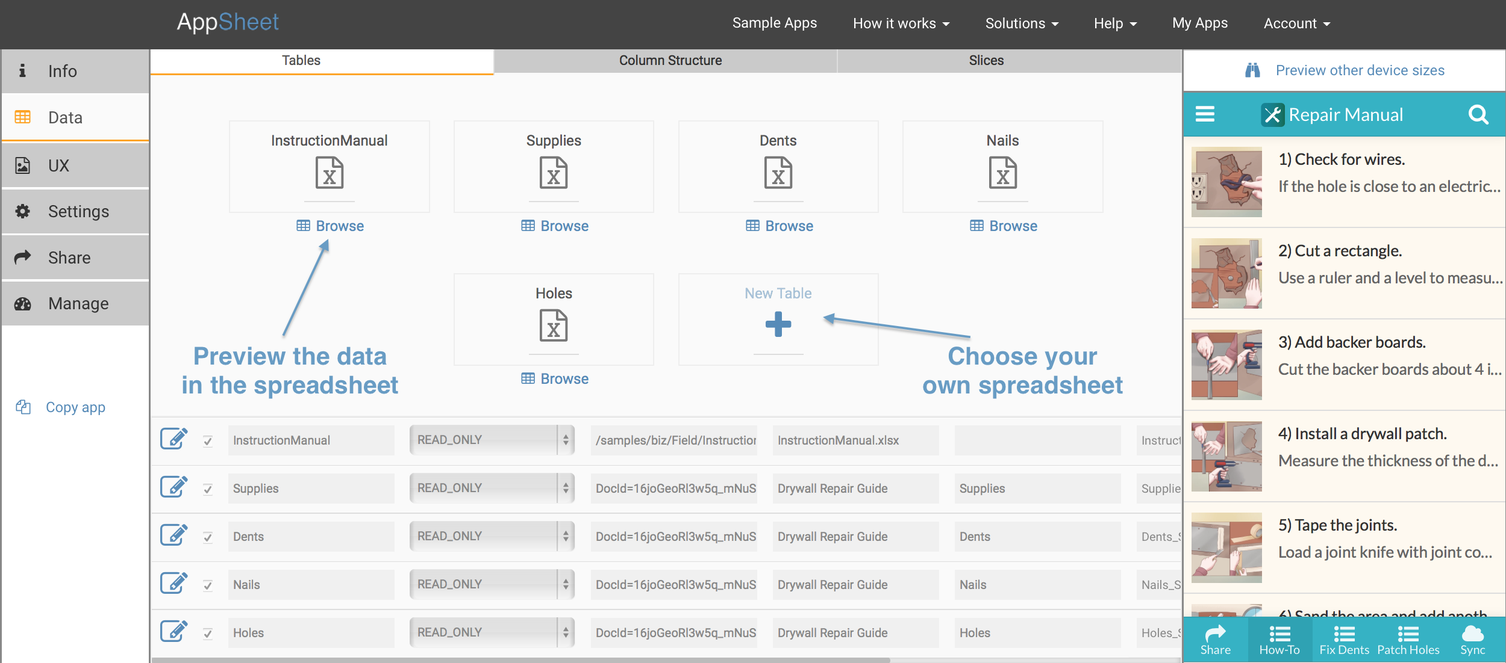 AppSheet
Sample Apps
How it works
Solutions
Help
My Apps
Account
Info
Data
UX
Settings
Share
Manage
Copy app
Tables
Column Structure
Slices
InstructionManual
Supplies
Dents
Nails
Browse
Browse
Browse
Browse
Holes
New Table
Browse
Preview the data
in the spreadsheet
Choose your
own spreadsheet
InstructionManual READ_ONLY /samples/biz/Field/Instruction InstructionManual.xlsx Instruct
Supplies READ_ONLY DocId=16joGeoRl3w5q_mNuS Drywall Repair Guide Supplies Supplie
Dents READ_ONLY DocId=16joGeoRl3w5q_mNuS Drywall Repair Guide Dents Dents_S
Nails READ_ONLY DocId=16joGeoRl3w5q_mNuS Drywall Repair Guide Nails Nails_S
Holes READ_ONLY DocId=16joGeoRl3w5q_mNuS Drywall Repair Guide Holes Holes_S
Preview other device sizes
Repair Manual
1) Check for wires.
If the hole is close to an electric...
2) Cut a rectangle.
Use a ruler and a level to measu...
3) Add backer boards.
Cut the backer boards about 4 i...
4) Install a drywall patch.
Measure the thickness of the d...
5) Tape the joints.
Load a joint knife with joint co...
6) Sand the area and add anoth
Share
How-To
Fix Dents
Patch Holes
Sync